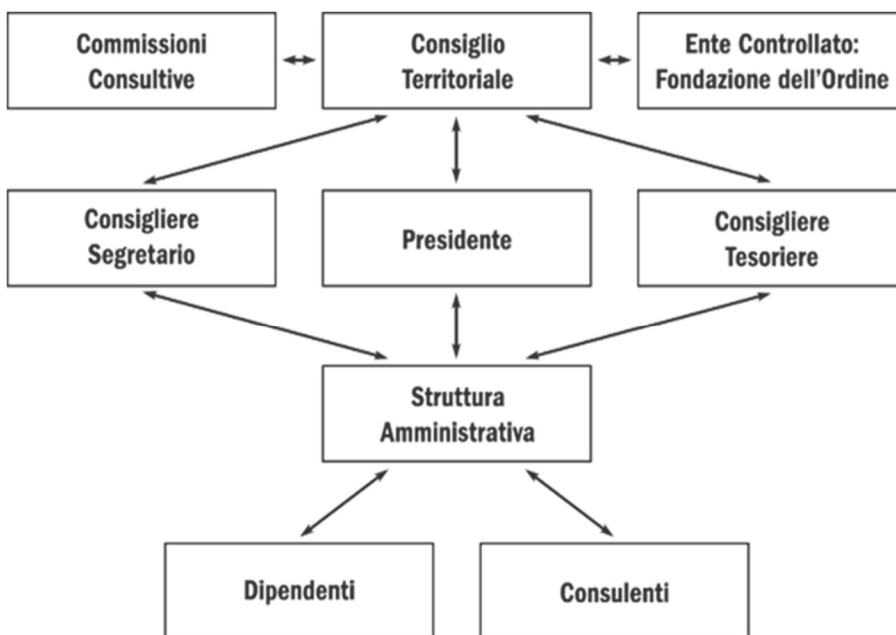 Commissioni
Consultive
Consiglio
Territoriale
Ente Controllato:
Fondazione dell'Ordine
Consigliere
Segretario
Presidente
Consigliere
Tesoriere
Struttura
Amministrativa
Dipendenti
Consulenti